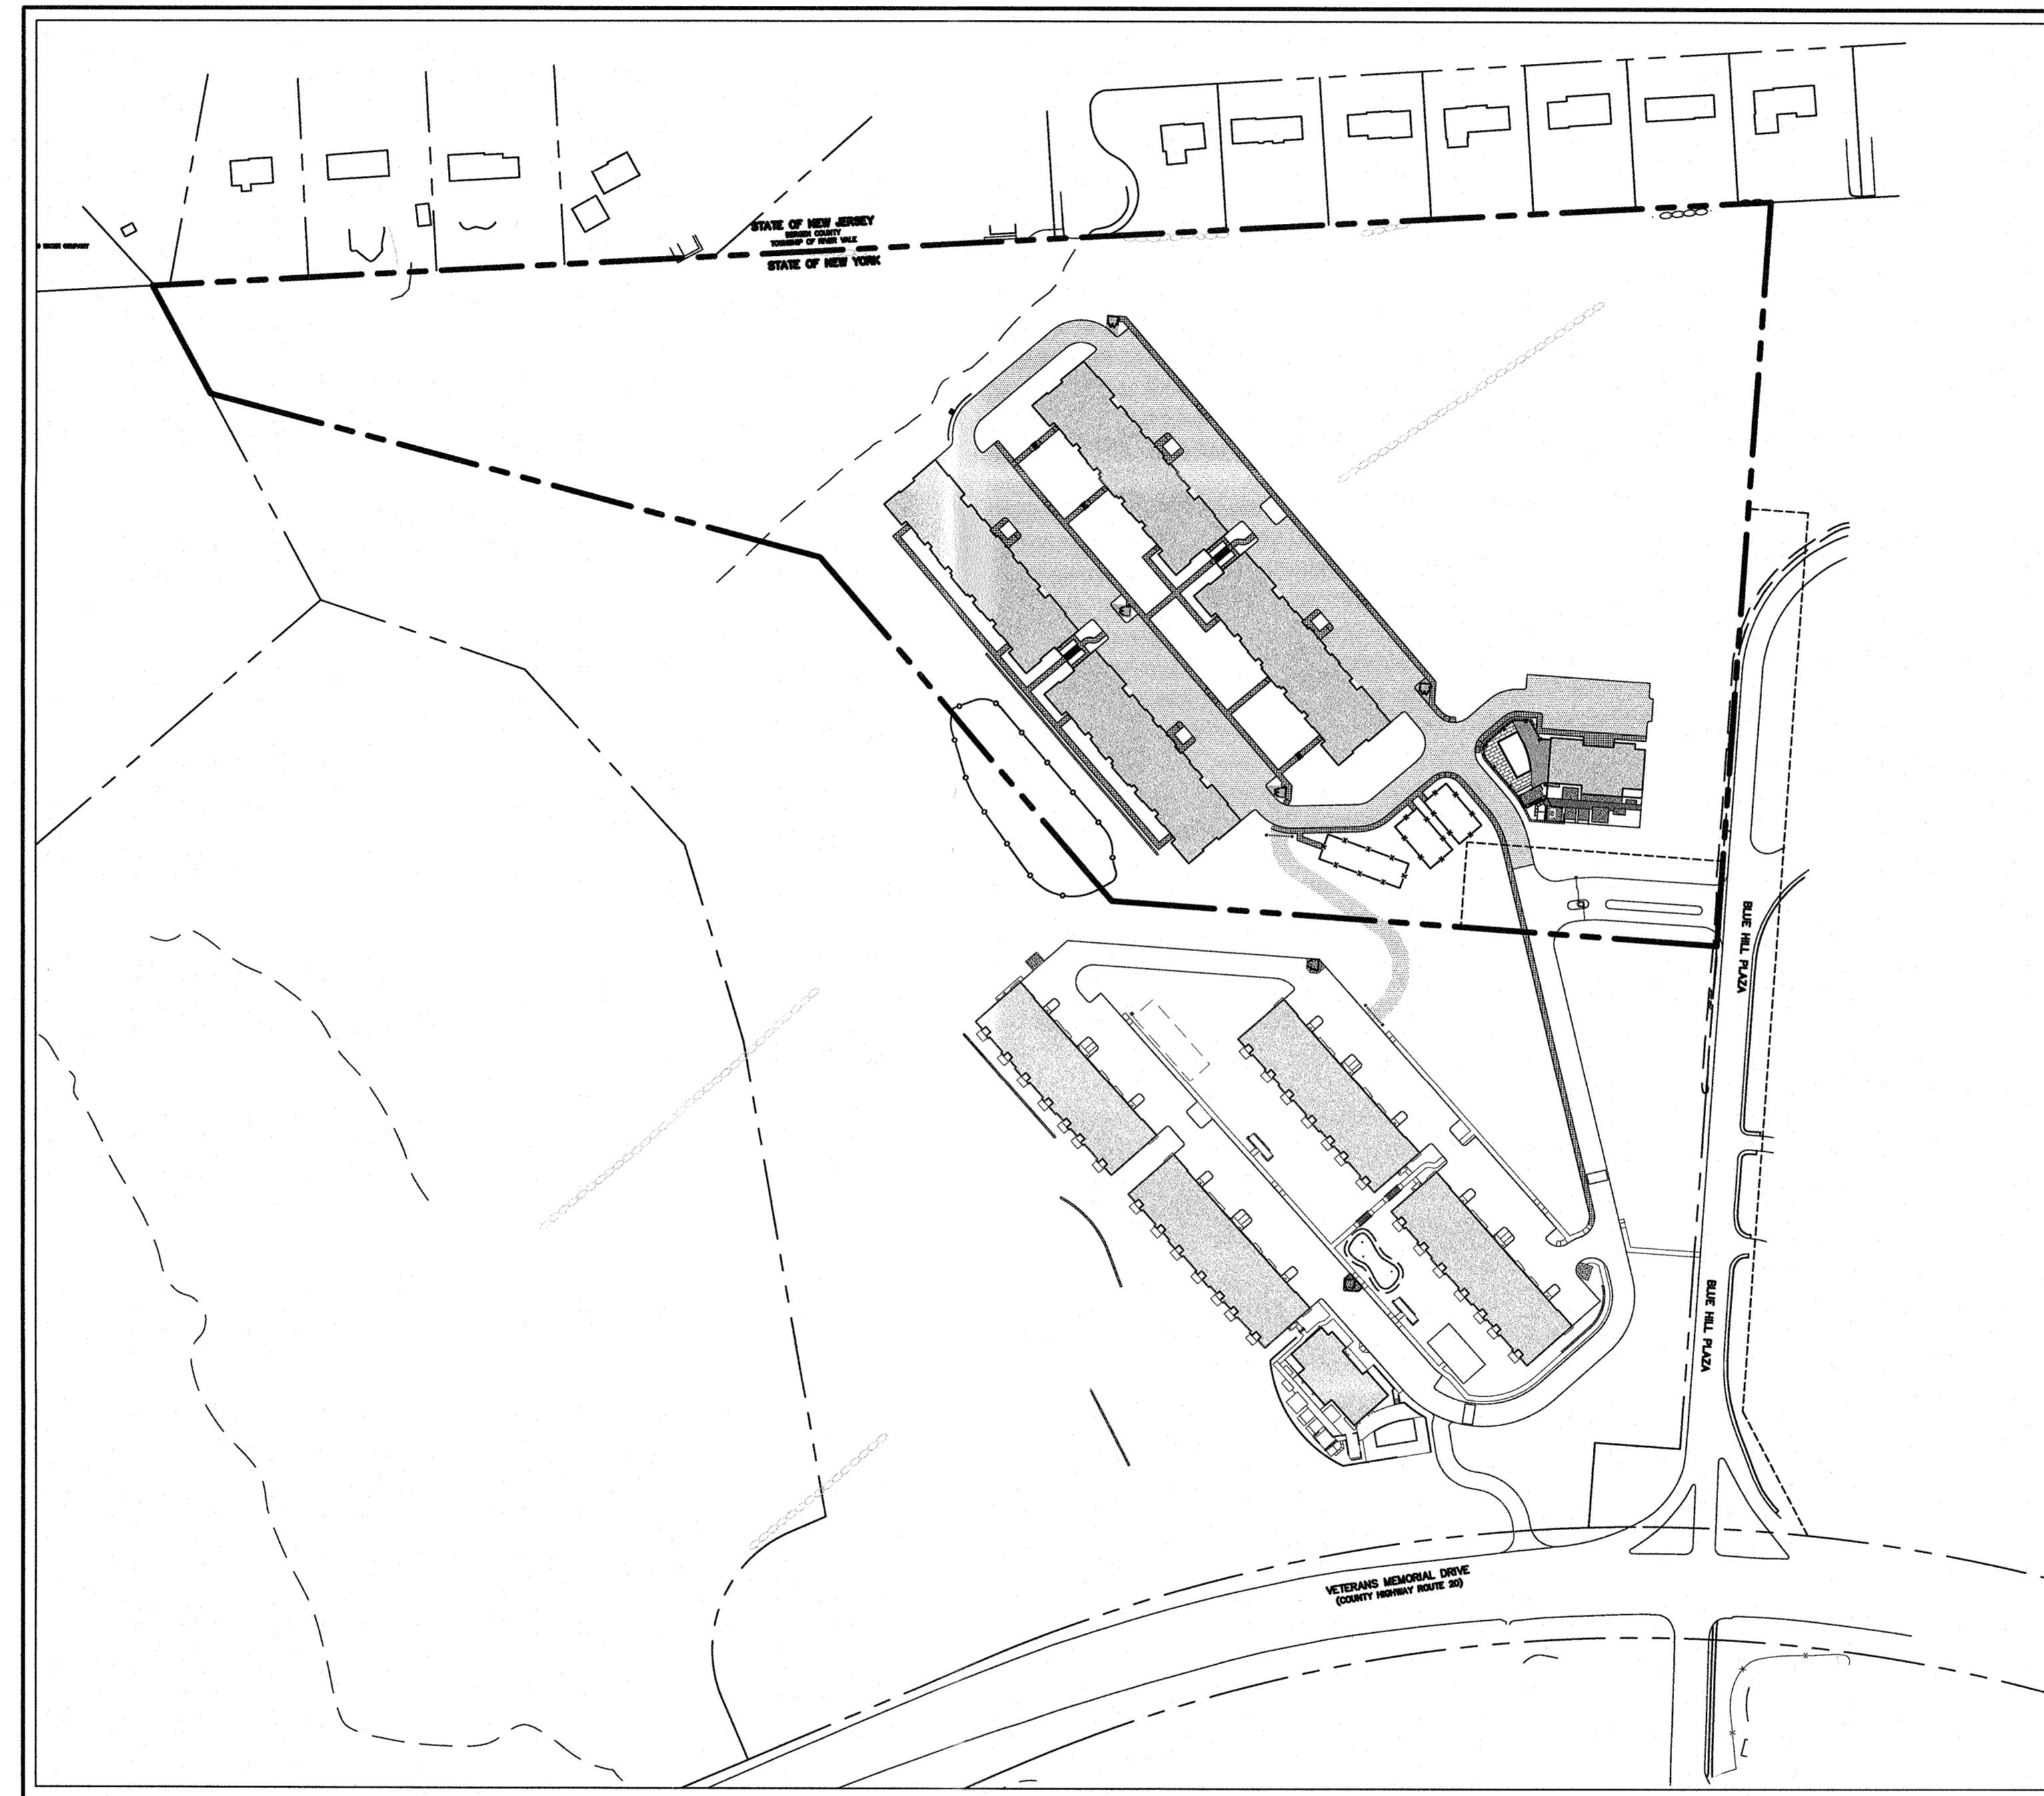 STATE OF NEW JERSEY
BERGEN COUNTY
TOWNSHIP OF RIVER VALE
STATE OF NEW YORK
BLUE HILL PLAZA
BLUE HILL PLAZA
VETERANS MEMORIAL DRIVE
(COUNTY HIGHWAY ROUTE 20)